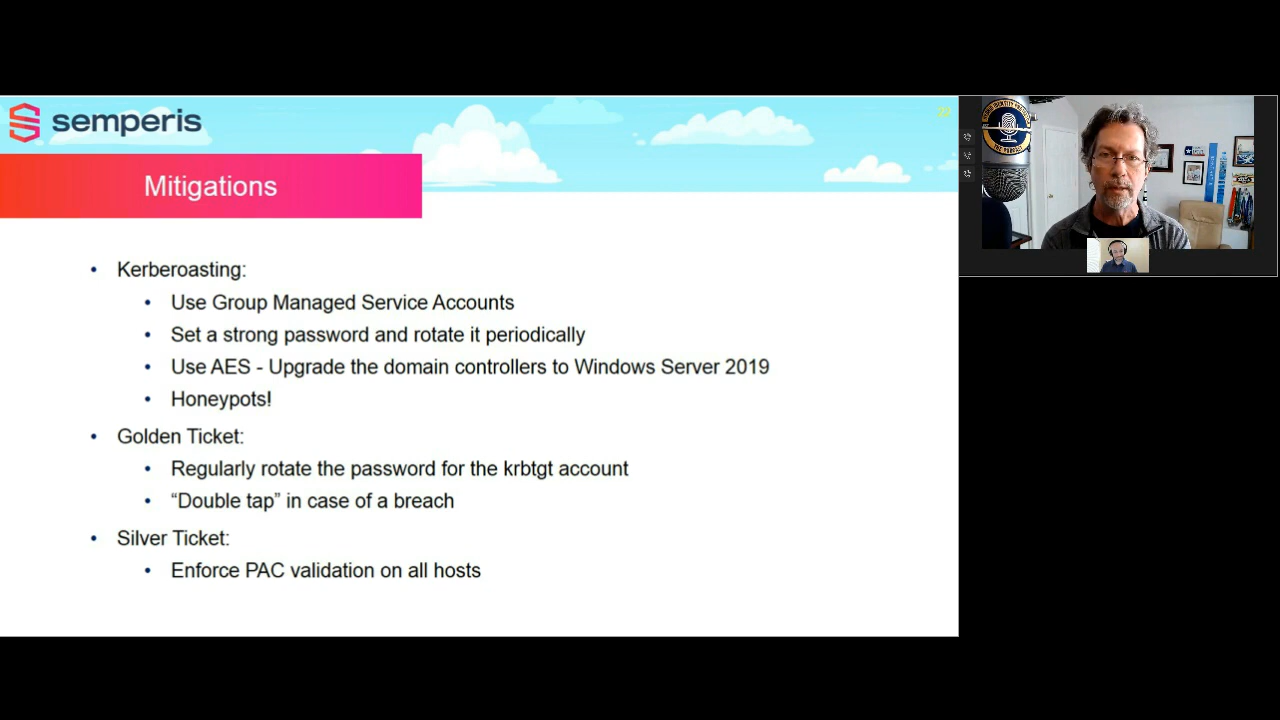 semperis
Mitigations
• Kerberoasting:
• Use Group Managed Service Accounts
• Set a strong password and rotate it periodically
• Use AES - Upgrade the domain controllers to Windows Server 2019
• Honeypots!
• Golden Ticket:
• Regularly rotate the password for the krbtgt account
• “Double tap” in case of a breach
• Silver Ticket:
• Enforce PAC validation on all hosts
THE PODCAST